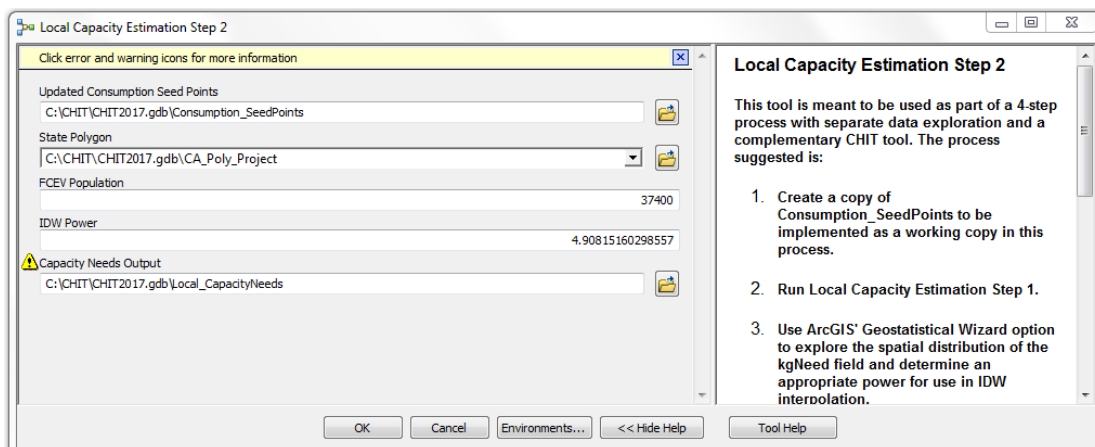 Local Capacity Estimation Step 2
Click error and warning icons for more information
Updated Consumption Seed Points
C:\CHIT\CHIT2017.gdb\Consumption_SeedPoints
State Polygon
C:\CHIT\CHIT2017.gdb\CA_Poly_Project
FCEV Population
37400
IDW Power
4.90815160298557
Capacity Needs Output
C:\CHIT\CHIT2017.gdb\Local_CapacityNeeds
Local Capacity Estimation Step 2
This tool is meant to be used as part of a 4-step
process with separate data exploration and a
complementary CHIT tool. The process
suggested is:
1. Create a copy of
Consumption_SeedPoints to be
implemented as a working copy in this
process.
2. Run Local Capacity Estimation Step 1.
3. Use ArcGIS' Geostatistical Wizard option
to explore the spatial distribution of the
kgNeed field and determine an
appropriate power for use in IDW
interpolation.
OK
Cancel
Environments...
<< Hide Help
Tool Help